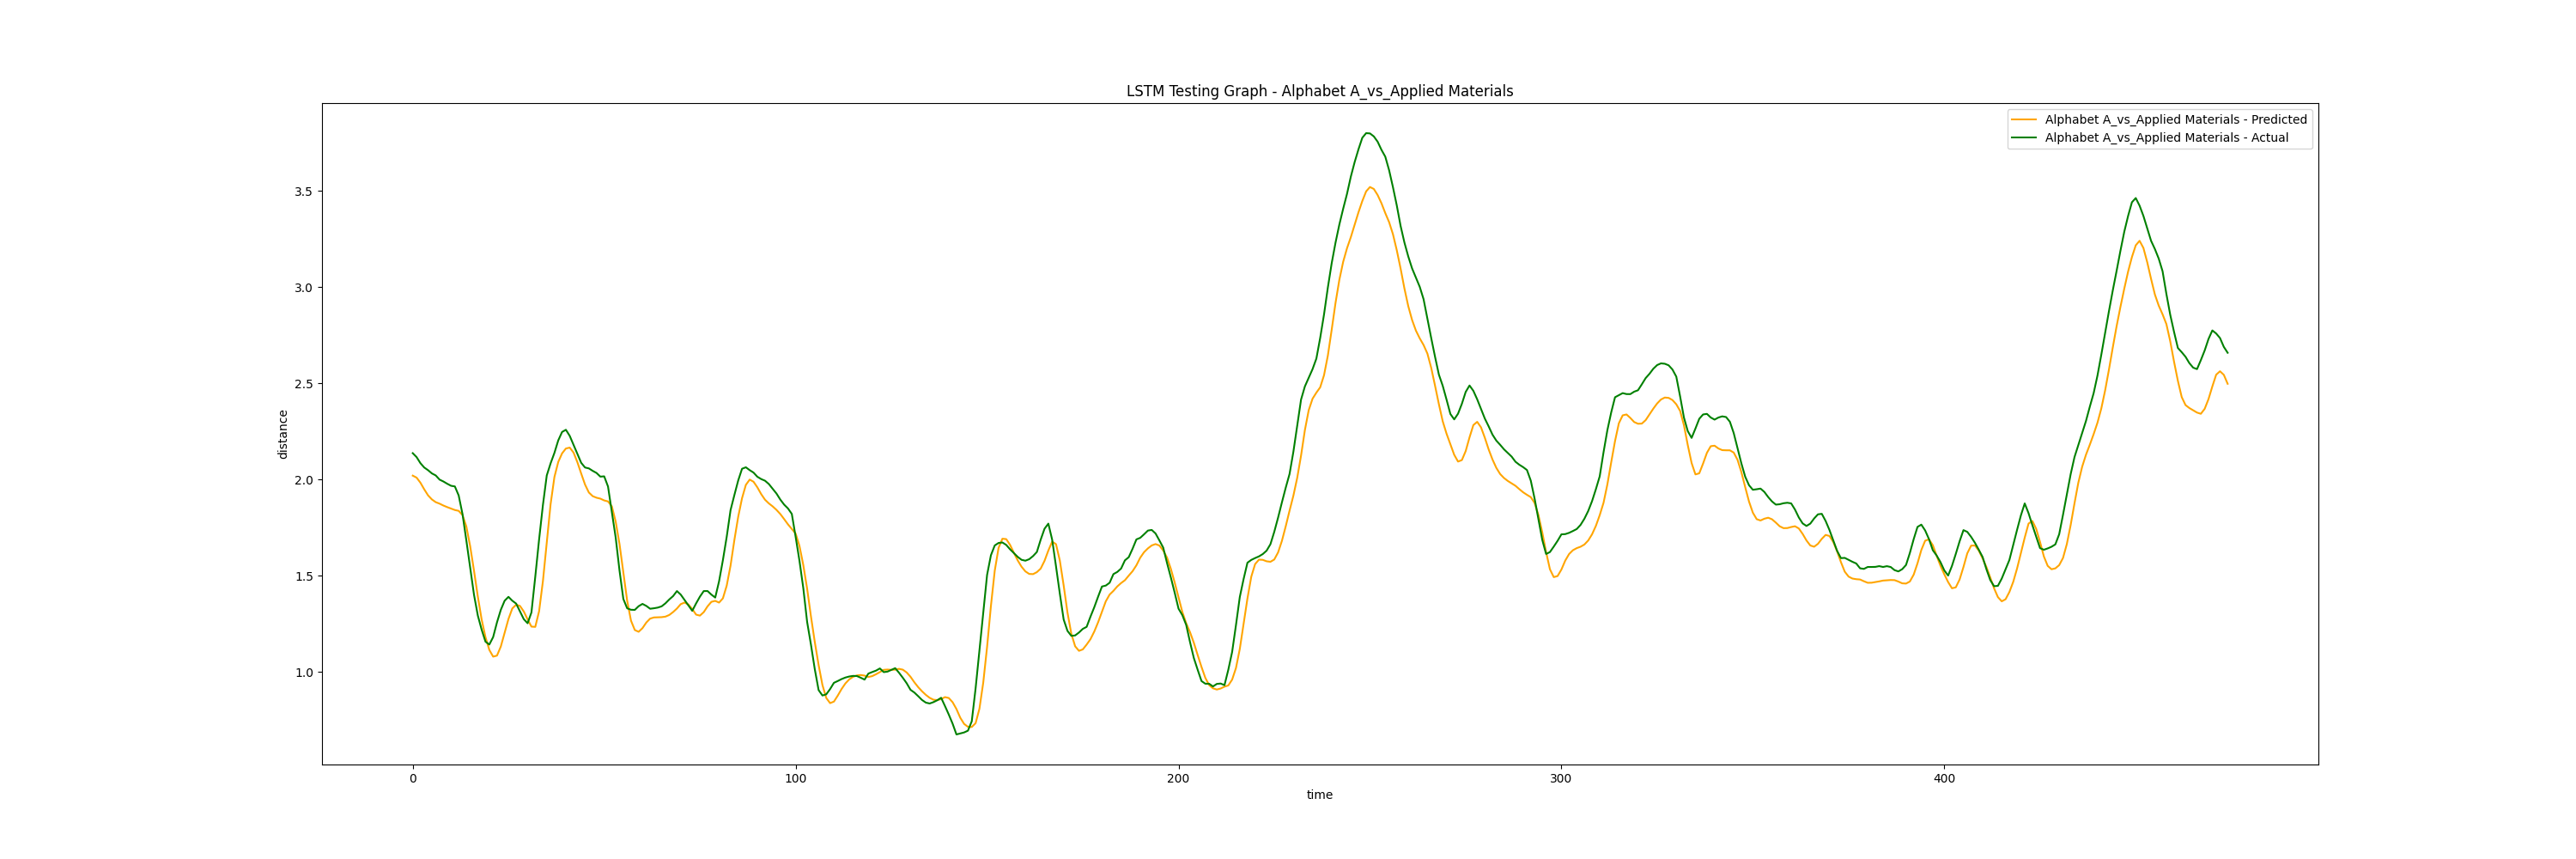 LSTM Testing Graph - Alphabet A_vs_Applied Materials
Alphabet A_vs_Applied Materials - Predicted
Alphabet A_vs_Applied Materials - Actual
3.5
3.0
2.5
2.0
1.5
1.0
distance
0 100 200 300 400
time